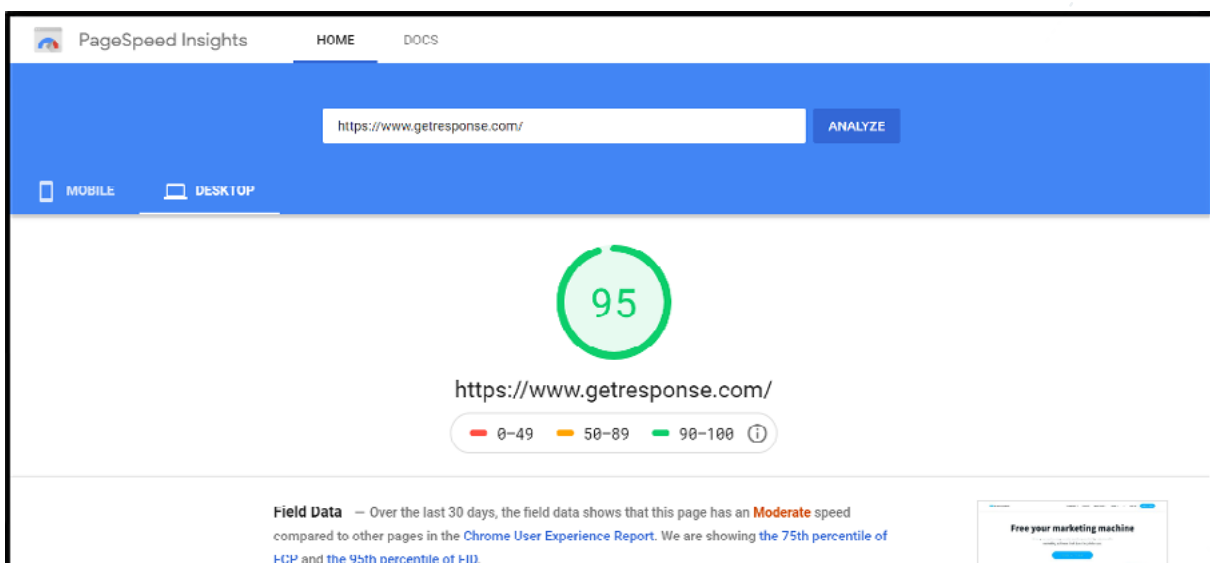 PageSpeed Insights HOME DOCS
https://www.getresponse.com/ ANALYZE
MOBILE DESKTOP
95
https://www.getresponse.com/
0-49 50-89 90-100
Field Data — Over the last 30 days, the field data shows that this page has an Moderate speed
compared to other pages in the Chrome User Experience Report. We are showing the 75th percentile of
FCP and the 95th percentile of FID.
Free your marketing machine